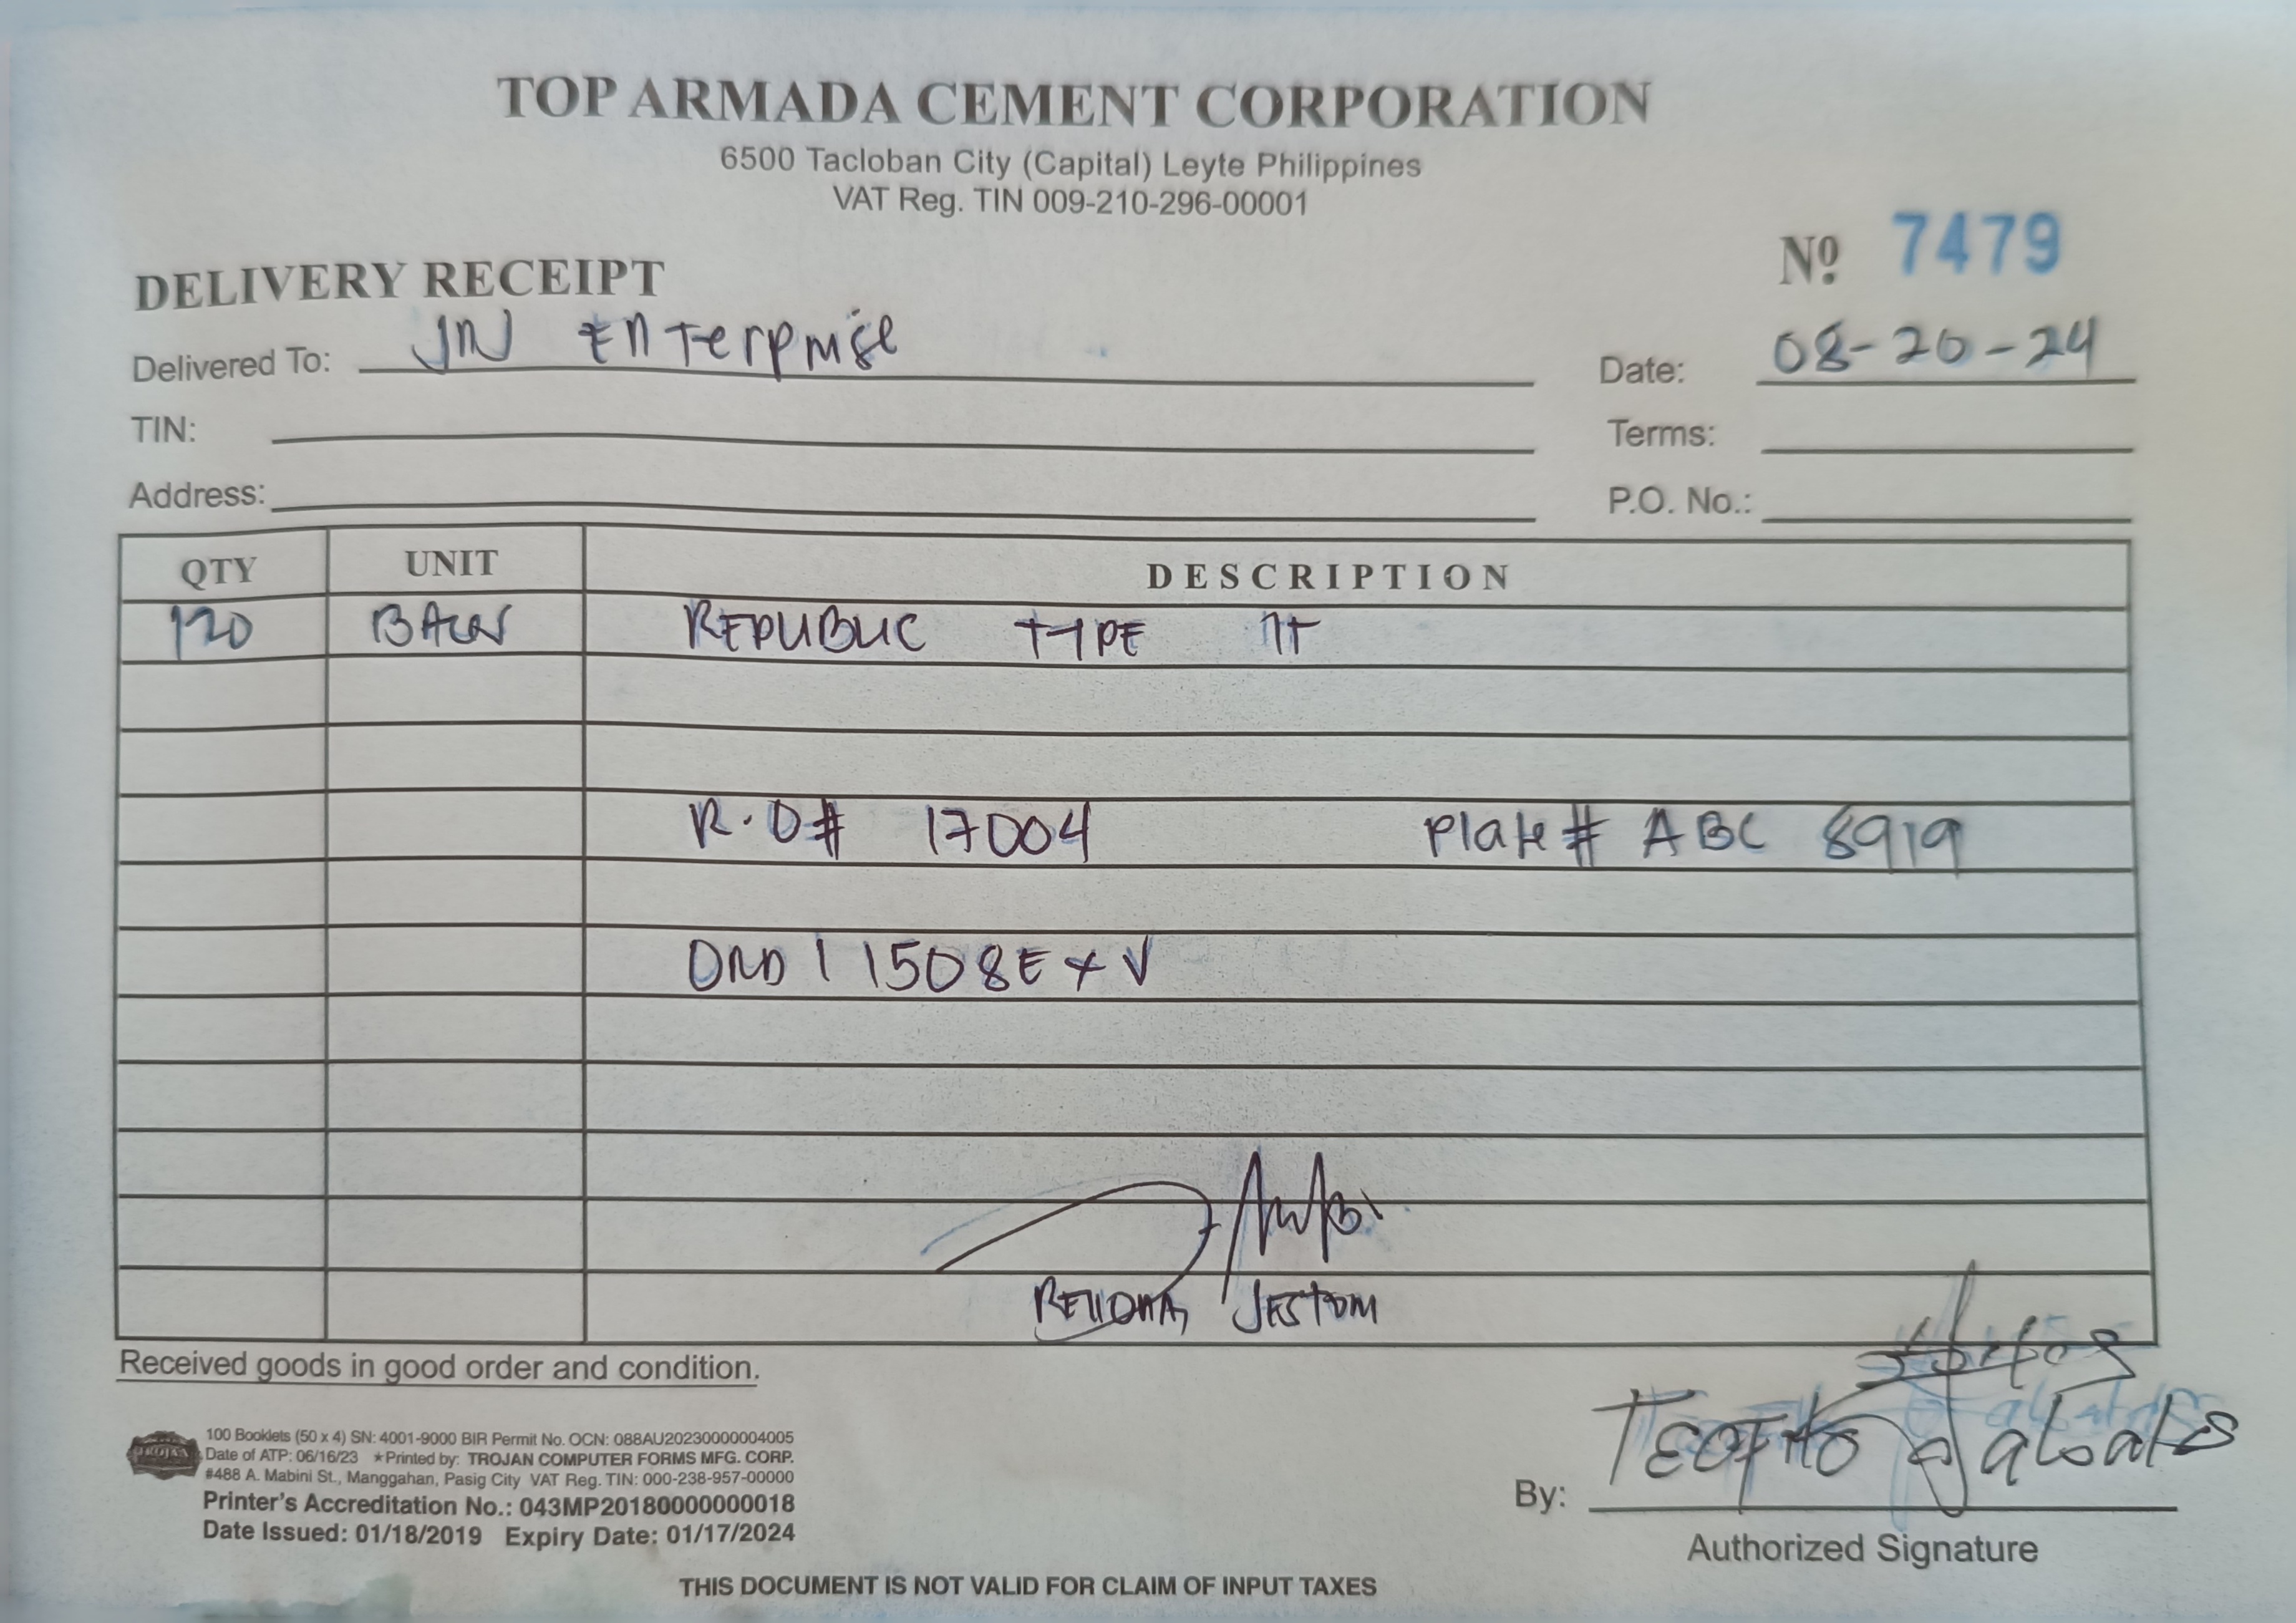 TOP ARMADA CEMENT CORPORATION
6500 Tacloban City (Capital) Leyte Philippines
VAT Reg. TIN 009-210-296-00001
Nº 7479
DELIVERY RECEIPT
Delivered To: JN Enterprise
Date: 08-20-24
TIN:
Terms:
Address:
P.O. No.:
QTY UNIT DESCRIPTION
120 REPUBLIC TYPE 1T
R.O# 17004 Plate# ABC 8919
ORD 11508E
JESTOM
Received goods in good order and condition.
100 Booklets (50 x 4) SN: 4001-9000 BIR Permit No. OCN: 088AU20230000004005
Date of ATP: 06/16/23 ★Printed by: TROJAN COMPUTER FORMS MFG. CORP.
#488 A. Mabini St., Manggahan, Pasig City VAT Reg. TIN: 000-238-957-00000
Printer's Accreditation No.: 043MP20180000000018
Date Issued: 01/18/2019 Expiry Date: 01/17/2024
By:
Authorized Signature
THIS DOCUMENT IS NOT VALID FOR CLAIM OF INPUT TAXES